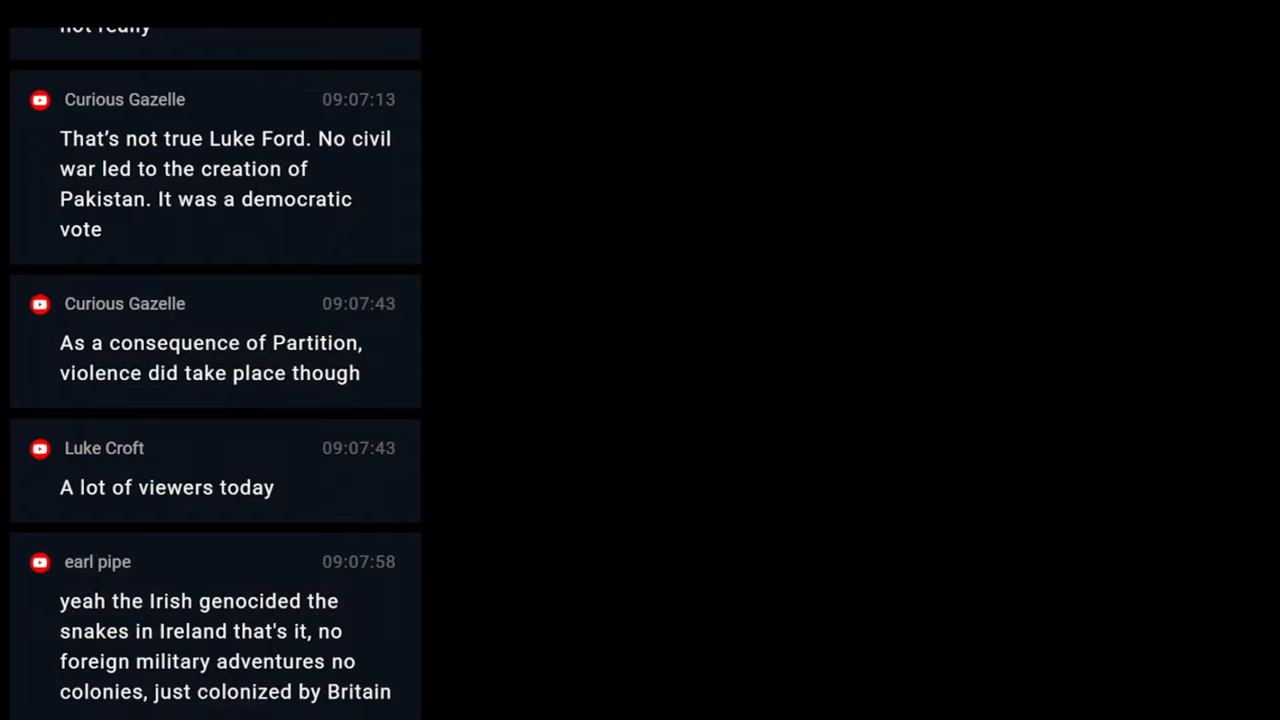 not really
Curious Gazelle 09:07:13
That’s not true Luke Ford. No civil
war led to the creation of
Pakistan. It was a democratic
vote
Curious Gazelle 09:07:43
As a consequence of Partition,
violence did take place though
Luke Croft 09:07:43
A lot of viewers today
earl pipe 09:07:58
yeah the Irish genocided the
snakes in Ireland that's it, no
foreign military adventures no
colonies, just colonized by Britain